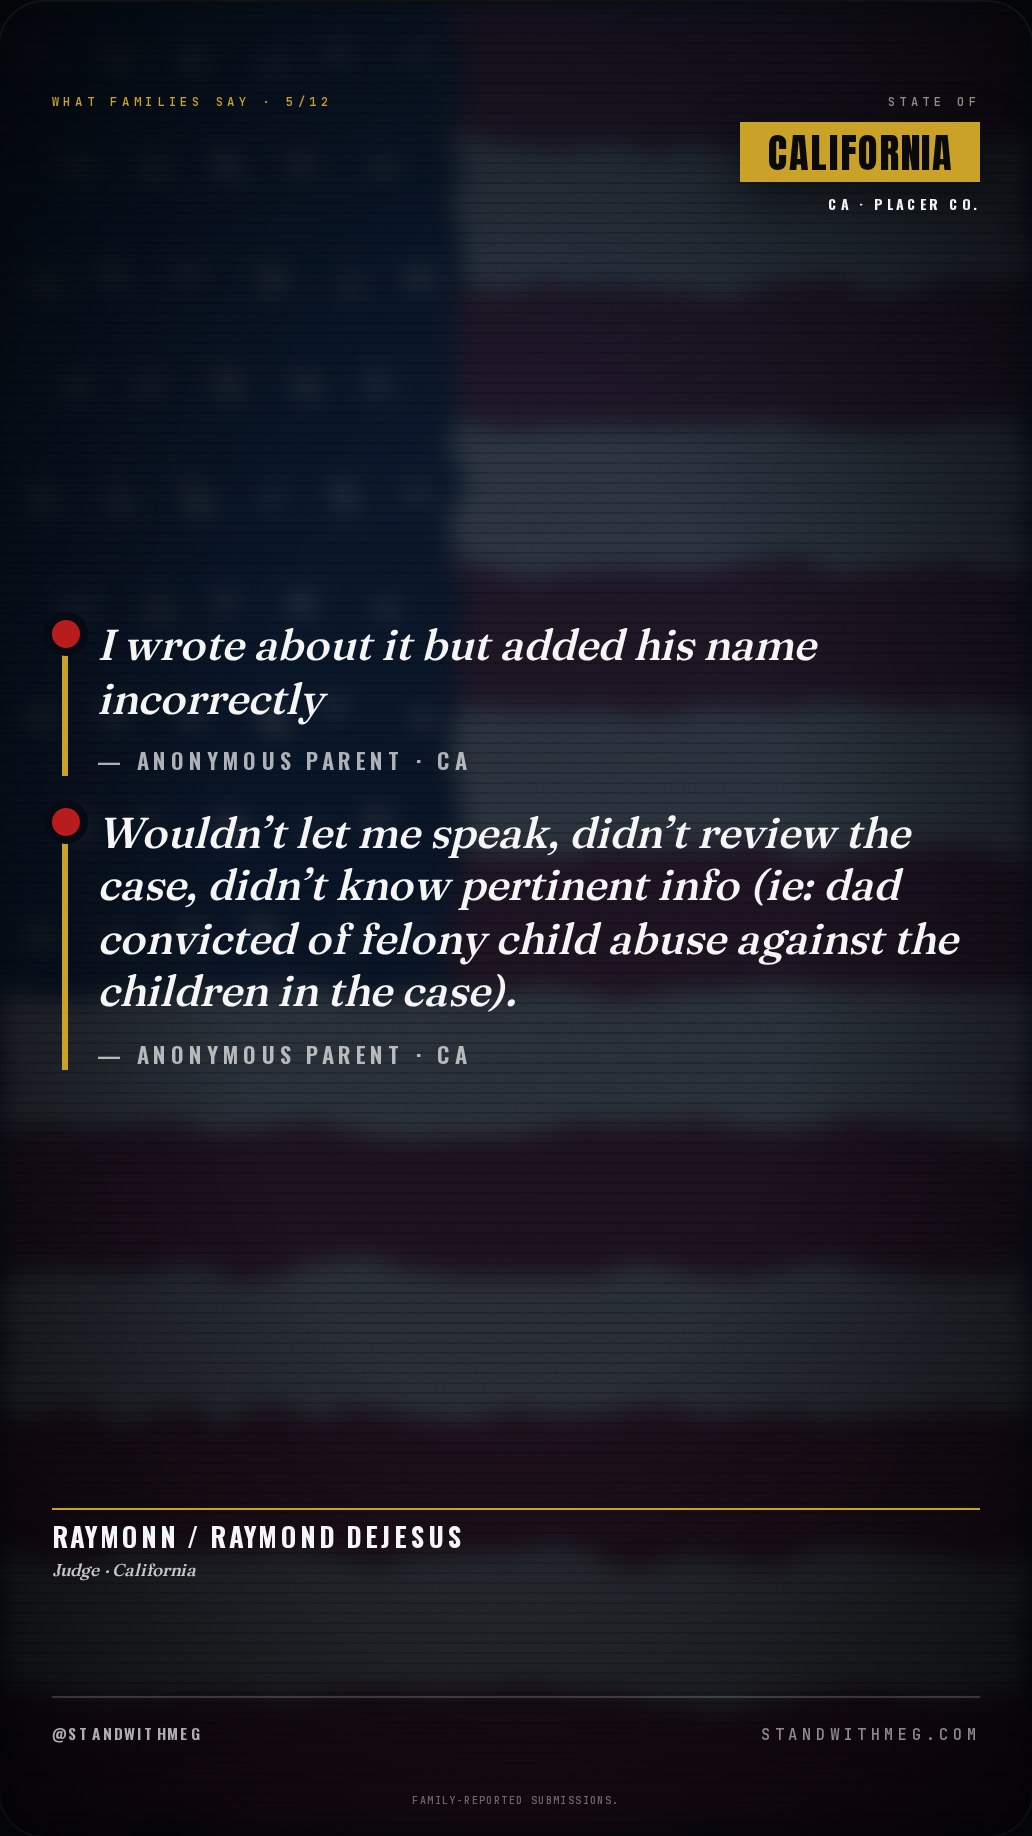 WHAT FAMILIES SAY · 5/12
STATE OF
CALIFORNIA
CA · PLACER CO.
I wrote about it but added his name
incorrectly
— ANONYMOUS PARENT · CA
Wouldn’t let me speak, didn’t review the
case, didn’t know pertinent info (ie: dad
convicted of felony child abuse against the
children in the case).
— ANONYMOUS PARENT · CA
RAYMONN / RAYMOND DEJESUS
Judge · California
@STANDWITHMEG
STANDWITHMEG.COM
FAMILY-REPORTED SUBMISSIONS.